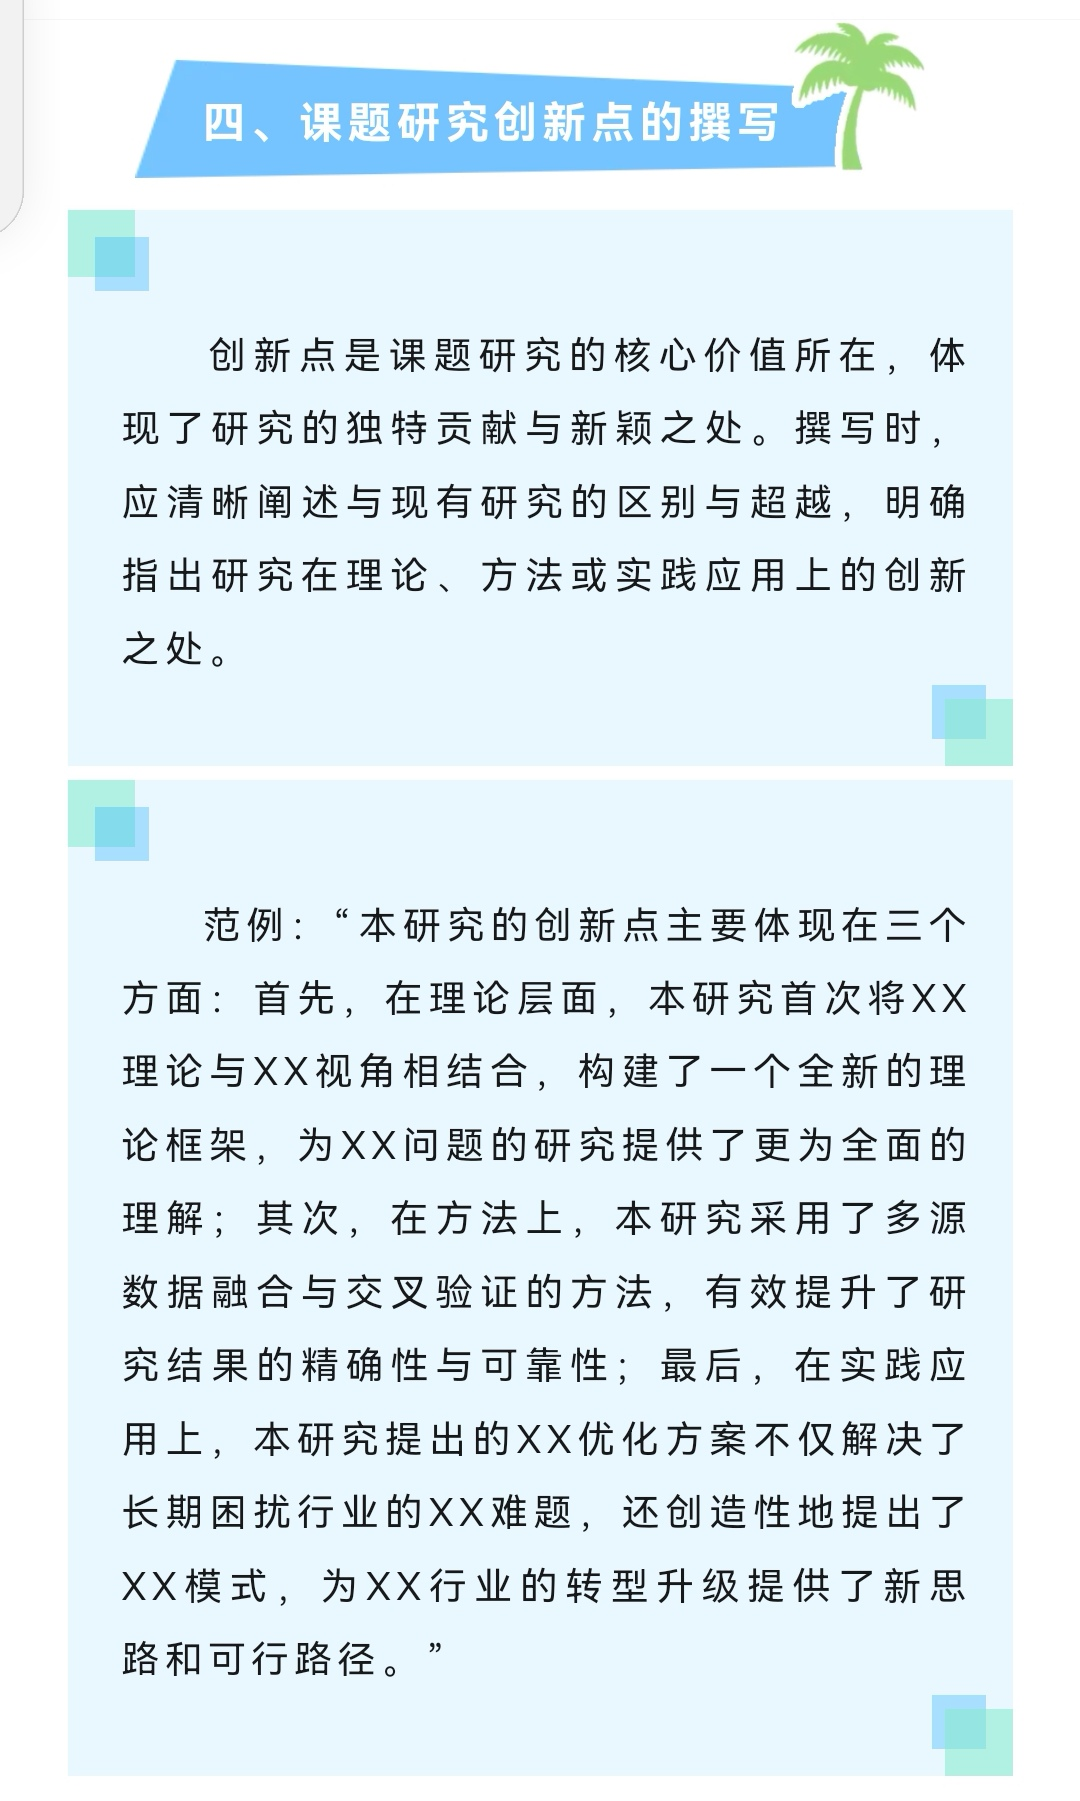 四、课题研究创新点的撰写
创新点是课题研究的核心价值所在，体
现了研究的独特贡献与新颖之处。撰写时，
应清晰阐述与现有研究的区别与超越，明确
指出研究在理论、方法或实践应用上的创新
之处。
范例：“本研究的创新点主要体现在三个
方面：首先，在理论层面，本研究首次将XX
理论与XX视角相结合，构建了一个全新的理
论框架，为XX问题的研究提供了更为全面的
理解；其次，在方法上，本研究采用了多源
数据融合与交叉验证的方法，有效提升了研
究结果的精确性与可靠性；最后，在实践应
用上，本研究提出的XX优化方案不仅解决了
长期困扰行业的XX难题，还创造性地提出了
XX模式，为XX行业的转型升级提供了新思
路和可行路径。”